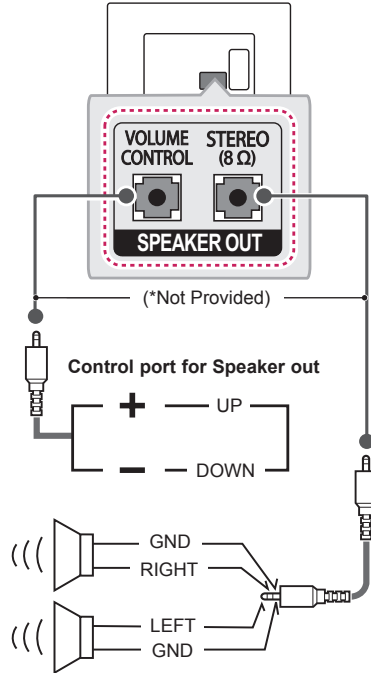 VOLUME CONTROL
STEREO (8 Ω)
SPEAKER OUT
(*Not Provided)
Control port for Speaker out
+ UP
− DOWN
GND
RIGHT
LEFT
GND